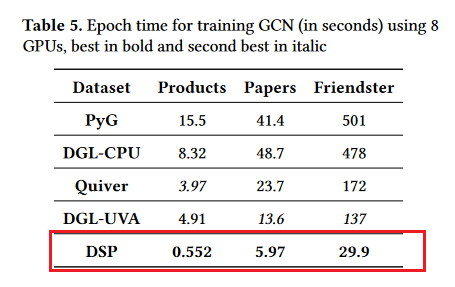 Table 5. Epoch time for training GCN (in seconds) using 8
GPUs, best in bold and second best in italic
Dataset Products Papers Friendster
PyG 15.5 41.4 501
DGL-CPU 8.32 48.7 478
Quiver 3.97 23.7 172
DGL-UVA 4.91 13.6 137
DSP 0.552 5.97 29.9